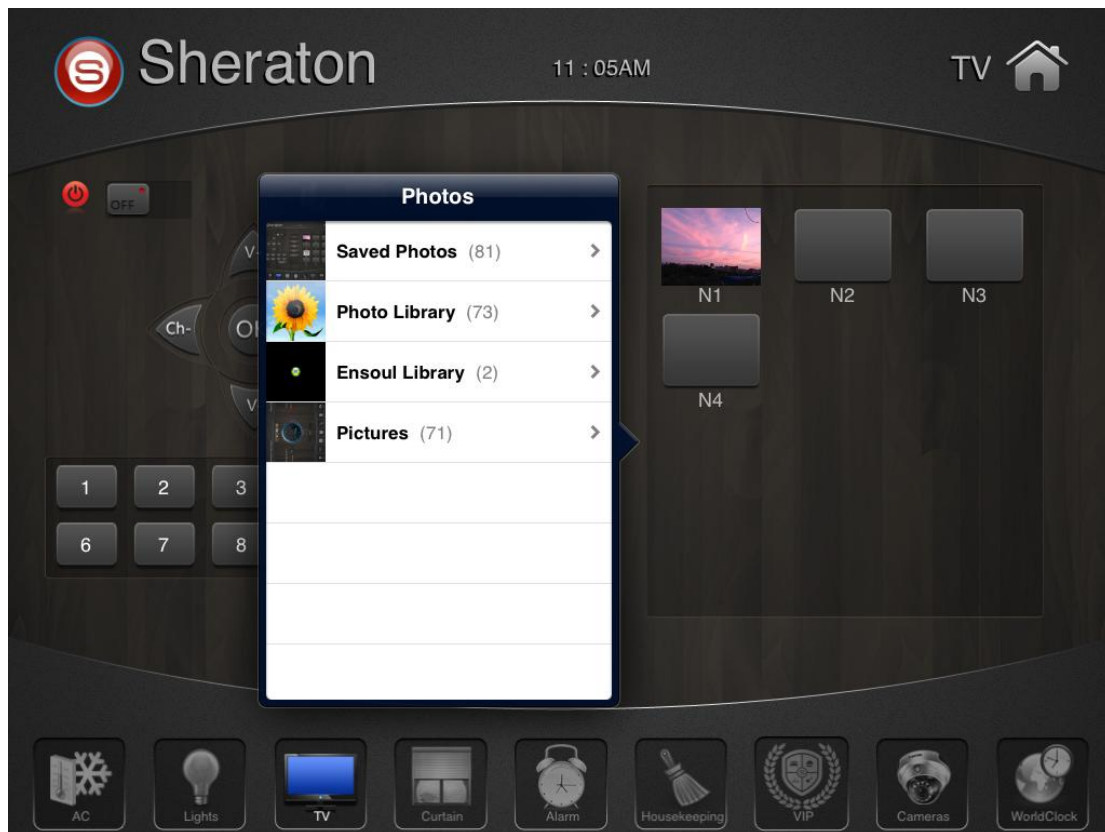 Sheraton
11 : 05AM
TV
OFF
Photos
Saved Photos (81)
Photo Library (73)
Ensoul Library (2)
Pictures (71)
Ch-
1 2 3
6 7 8
N1 N2 N3
N4
AC Lights TV Curtain Alarm Housekeeping VIP Cameras WorldClock